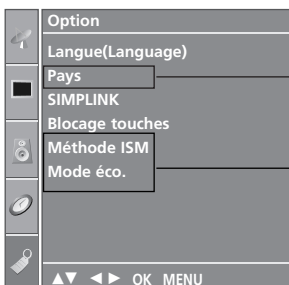 Option
Langue(Language)
Pays
SIMPLINK
Blocage touches
Méthode ISM
Mode éco.
▲▼ ◄► OK MENU